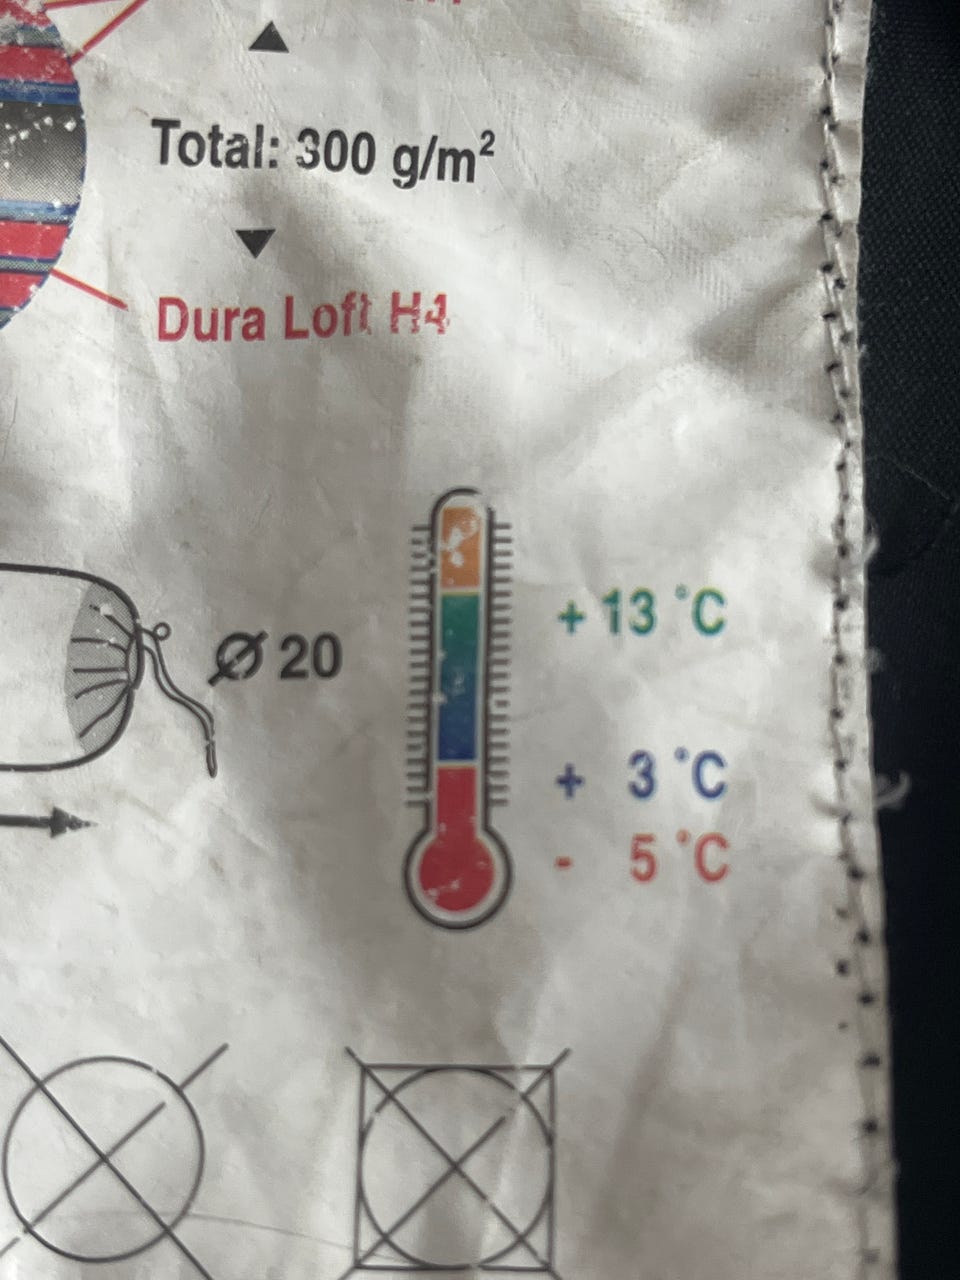 Total: 300 g/m²
Dura Loft H4
Ø 20
+ 13 °C
+ 3 °C
- 5 °C